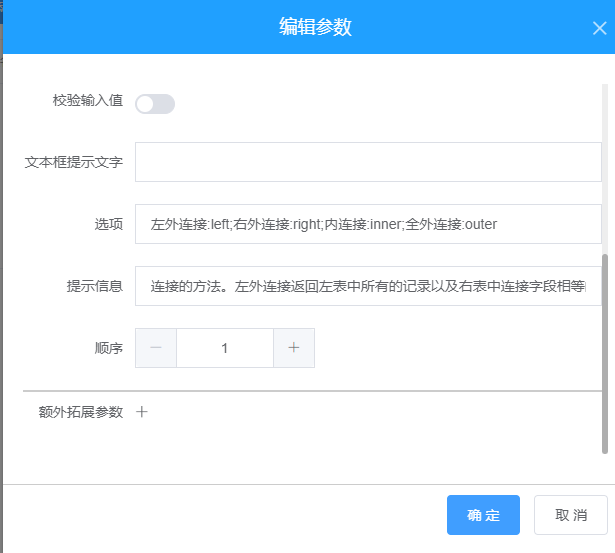 编辑参数
校验输入值
文本框提示文字
选项 左外连接:left;右外连接:right;内连接:inner;全外连接:outer
提示信息 连接的方法。左外连接返回左表中所有的记录以及右表中连接字段相等
顺序 1
额外拓展参数
确定 取消